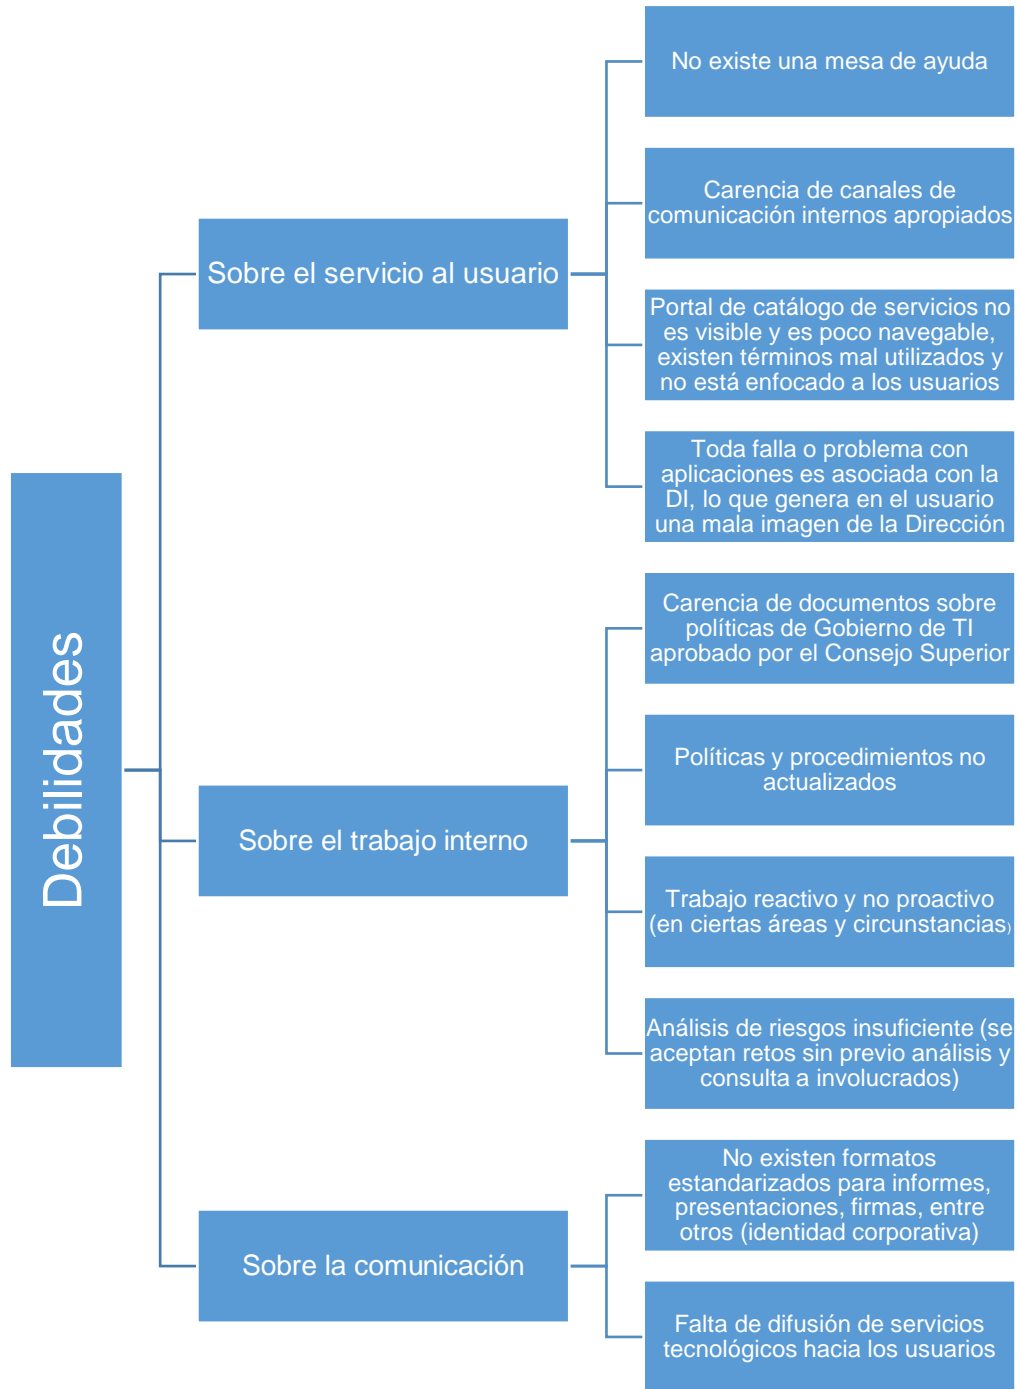 Debilidades
Sobre el servicio al usuario
No existe una mesa de ayuda
Carencia de canales de
comunicación internos apropiados
Portal de catálogo de servicios no
es visible y es poco navegable,
existen términos mal utilizados y
no está enfocado a los usuarios
Toda falla o problema con
aplicaciones es asociada con la
DI, lo que genera en el usuario
una mala imagen de la Dirección
Sobre el trabajo interno
Carencia de documentos sobre
políticas de Gobierno de TI
aprobado por el Consejo Superior
Políticas y procedimientos no
actualizados
Trabajo reactivo y no proactivo
(en ciertas áreas y circunstancias)
Análisis de riesgos insuficiente (se
aceptan retos sin previo análisis y
consulta a involucrados)
Sobre la comunicación
No existen formatos
estandarizados para informes,
presentaciones, firmas, entre
otros (identidad corporativa)
Falta de difusión de servicios
tecnológicos hacia los usuarios